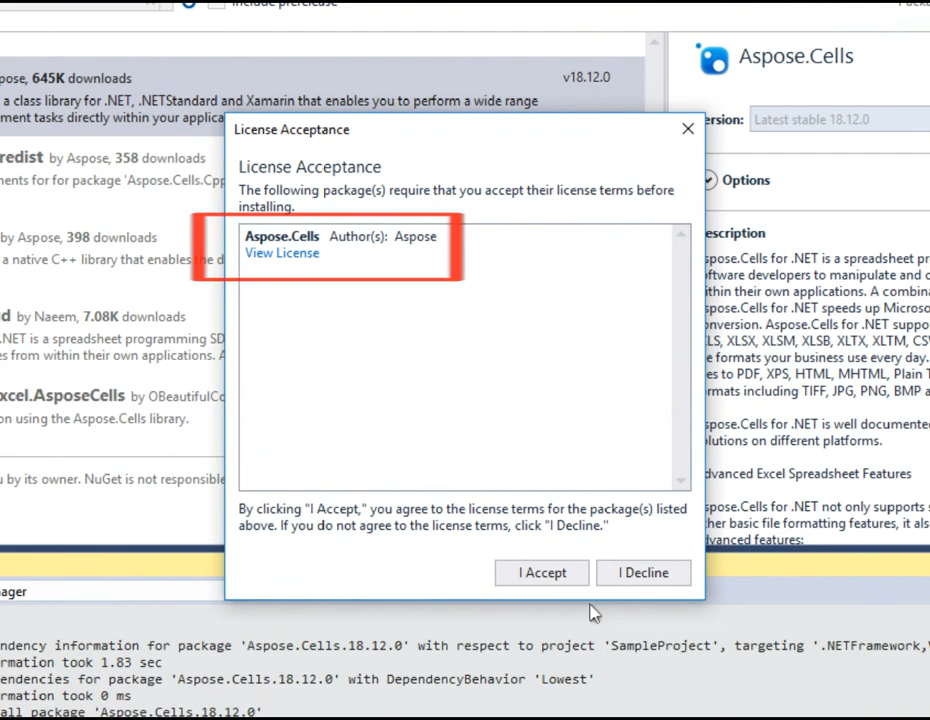 Include prerelease
pose, 645K downloads
v18.12.0
a class library for .NET, .NETStandard and Xamarin that enables you to perform a wide range
ment tasks directly within your applica
redist by Aspose, 358 downloads
nents for for package 'Aspose.Cells.Cpp
by Aspose, 398 downloads
a native C++ library that enables the d
d by Naeem, 7.08K downloads
.NET is a spreadsheet programming SD
es from within their own applications. A
xcel.AsposeCells by OBeautifulCo
on using the Aspose.Cells library.
u by its owner. NuGet is not responsible
License Acceptance
License Acceptance
The following package(s) require that you accept their license terms before
installing.
Aspose.Cells Author(s): Aspose
View License
By clicking "I Accept," you agree to the license terms for the package(s) listed
above. If you do not agree to the license terms, click "I Decline."
I Accept
I Decline
Aspose.Cells
ersion:
Latest stable 18.12.0
Options
escription
spose.Cells for .NET is a spreadsheet pr
oftware developers to manipulate and c
ithin their own applications. A combina
spose.Cells for .NET speeds up Microso
onversion. Aspose.Cells for .NET suppo
LS, XLSX, XLSM, XLSB, XLTX, XLTM, CS
e formats your business use every day.
es to PDF, XPS, HTML, MHTML, Plain T
rmats including TIFF, JPG, PNG, BMP a
spose.Cells for .NET is well documente
olutions on different platforms.
dvanced Excel Spreadsheet Features
spose.Cells for .NET not only supports s
her basic file formatting features, it als
dvanced features:
ager
ndency information for package 'Aspose.Cells.18.12.0' with respect to project 'SampleProject', targeting '.NETFramework,
rmation took 1.83 sec
endencies for package 'Aspose.Cells.18.12.0' with DependencyBehavior 'Lowest'
rmation took 0 ms
all package 'Aspose.Cells.18.12.0'